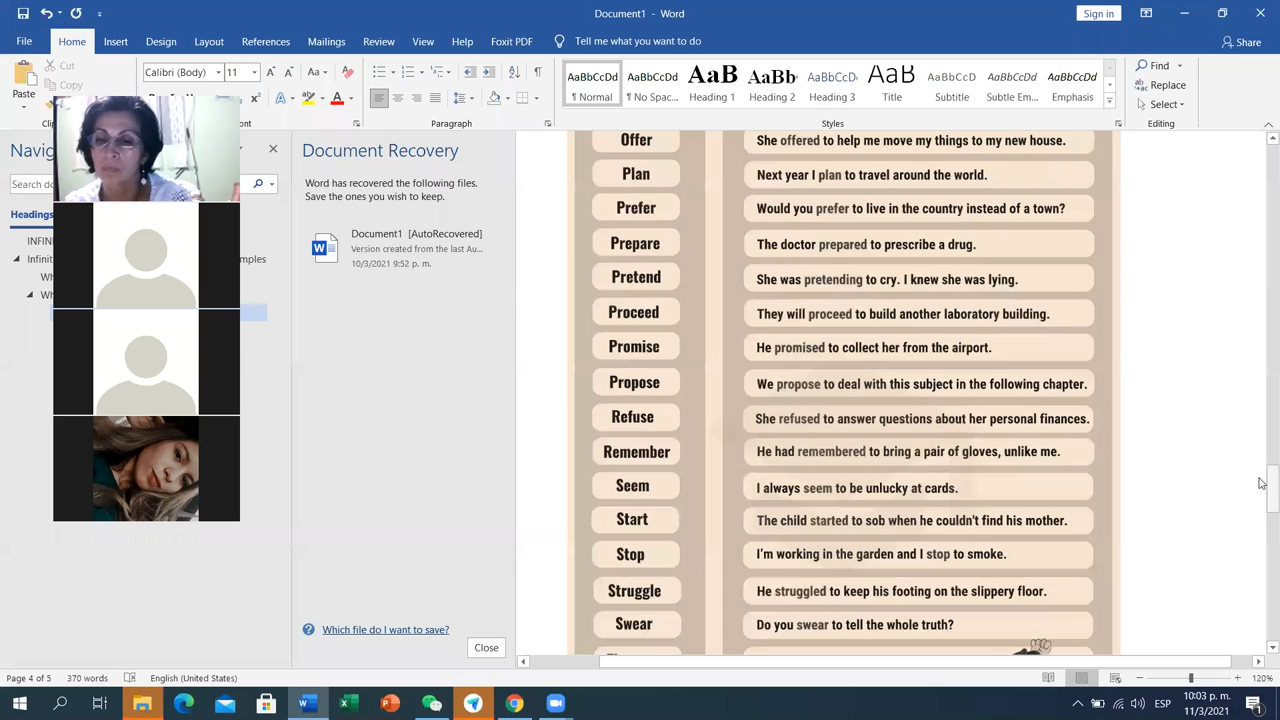 Document1 - Word
Sign in
File Home Insert Design Layout References Mailings Review View Help Foxit PDF Tell me what you want to do
Share
Paste
Cut
Copy
Calibri (Body) 11
Paragraph
AaBbCcDd AaBbCcDd AaB AaBb AaBbCcD AaB AaBbCcD AaBbCcDd AaBbCcDd
¶ Normal ¶ No Spac... Heading 1 Heading 2 Heading 3 Title Subtitle Subtle Em... Emphasis
Styles
Find
Replace
Select
Editing
Document Recovery
Word has recovered the following files.
Save the ones you wish to keep.
Document1 [AutoRecovered]
Version created from the last Au...
10/3/2021 9:52 p. m.
Which file do I want to save?
Close
Offer She offered to help me move my things to my new house.
Plan Next year I plan to travel around the world.
Prefer Would you prefer to live in the country instead of a town?
Prepare The doctor prepared to prescribe a drug.
Pretend She was pretending to cry. I knew she was lying.
Proceed They will proceed to build another laboratory building.
Promise He promised to collect her from the airport.
Propose We propose to deal with this subject in the following chapter.
Refuse She refused to answer questions about her personal finances.
Remember He had remembered to bring a pair of gloves, unlike me.
Seem I always seem to be unlucky at cards.
Start The child started to sob when he couldn't find his mother.
Stop I'm working in the garden and I stop to smoke.
Struggle He struggled to keep his footing on the slippery floor.
Swear Do you swear to tell the whole truth?
Page 4 of 5 370 words English (United States)
120%
ESP
10:03 p. m.
11/3/2021